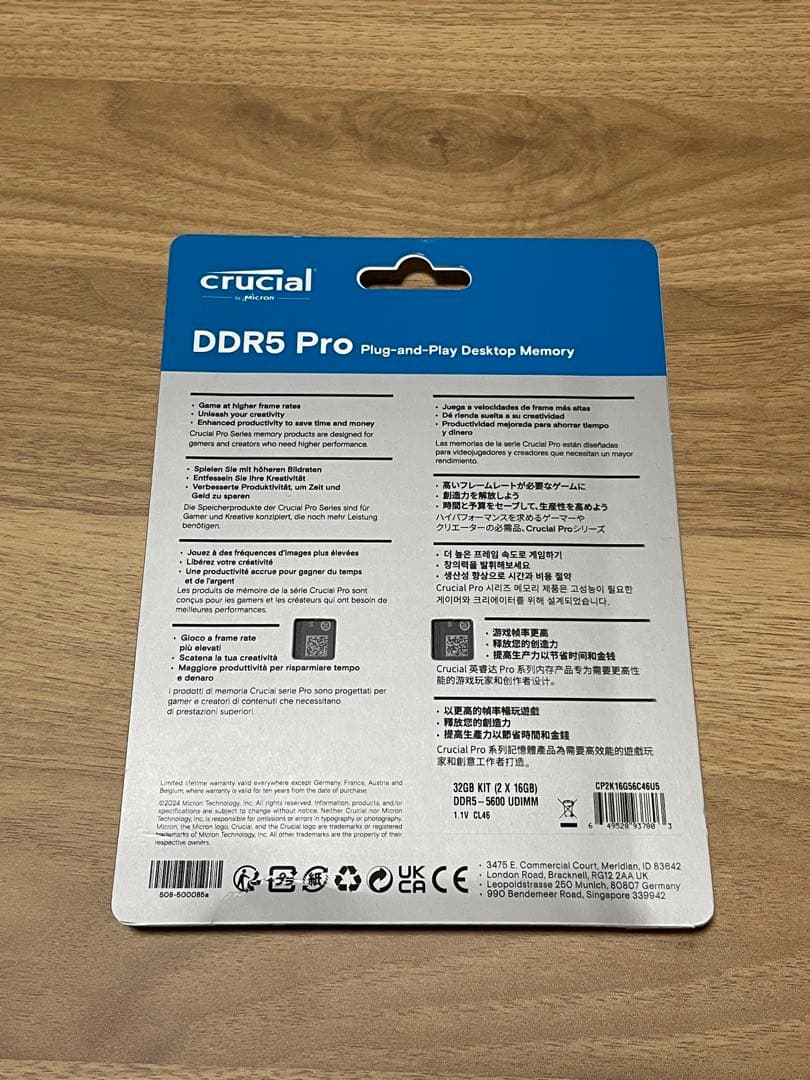 crucial
by Micron
DDR5 Pro Plug-and-Play Desktop Memory
· Game at higher frame rates
· Unleash your creativity
· Enhanced productivity to save time and money
Crucial Pro Series memory products are designed for
gamers and creators who need higher performance.
· Spielen Sie mit höheren Bildraten
· Entfesseln Sie Ihre Kreativität
· Verbesserte Produktivität, um Zeit und
Geld zu sparen
Die Speicherprodukte der Crucial Pro Series sind für
Gamer und Kreative konzipiert, die noch mehr Leistung
benötigen.
· Jouez à des fréquences d'images plus élevées
· Libérez votre créativité
· Une productivité accrue pour gagner du temps
et de l'argent
Les produits de mémoire de la série Crucial Pro sont
conçus pour les gamers et les créateurs qui ont besoin de
meilleures performances.
· Gioco a frame rate
più elevati
· Scatena la tua creatività
· Maggiore produttività per risparmiare tempo
e denaro
I prodotti di memoria Crucial serie Pro sono progettati per
gamer e creatori di contenuti che necessitano
di prestazioni superiori.
· Juega a velocidades de frame más altas
· Dé rienda suelta a su creatividad
· Productividad mejorada para ahorrar tiempo
y dinero
Las memorias de la serie Crucial Pro están diseñadas
para videojugadores y creadores que necesitan un mayor
rendimiento.
· 高いフレームレートが必要なゲームに
· 創造力を解放しよう
· 時間と予算をセーブして、生産性を高めよう
ハイパフォーマンスを求めるゲーマーや
クリエーターの必需品、Crucial Proシリーズ
· 더 높은 프레임 속도로 게임하기
· 창의력을 발휘해보세요
· 생산성 향상으로 시간과 비용 절약
Crucial Pro 시리즈 메모리 제품은 고성능이 필요한
게이머와 크리에이터를 위해 설계되었습니다.
· 游戏帧率更高
· 释放您的创造力
· 提高生产力以节省时间和金钱
Crucial 英睿达 Pro 系列内存产品专为需要更高性
能的游戏玩家和创作者设计。
· 以更高的幀率暢玩遊戲
· 釋放您的創造力
· 提高生產力以節省時間和金錢
Crucial Pro 系列記憶體產品為需要高效能的遊戲玩
家和創意工作者打造。
Limited lifetime warranty valid everywhere except Germany, France, Austria and
Belgium, where warranty is valid for ten years from the date of purchase.
©2024 Micron Technology, Inc. All rights reserved. Information, products, and/or
specifications are subject to change without notice. Neither Crucial nor Micron
Technology, Inc. is responsible for omissions or errors in typography or photography.
Micron, the Micron logo, Crucial, and the Crucial logo are trademarks or registered
trademarks of Micron Technology, Inc. All other trademarks are the property of their
respective owners.
32GB KIT (2 X 16GB)
DDR5-5600 UDIMM
1.1V CL46
CP2K16G56C46U5
6 49528 93780 3
508-500085a
プラ
紙
UK
CA
CE
· 3475 E. Commercial Court, Meridian, ID 83642
· London Road, Bracknell, RG12 2AA UK
· Leopoldstrasse 250 Munich, 80807 Germany
· 990 Bendemeer Road, Singapore 339942